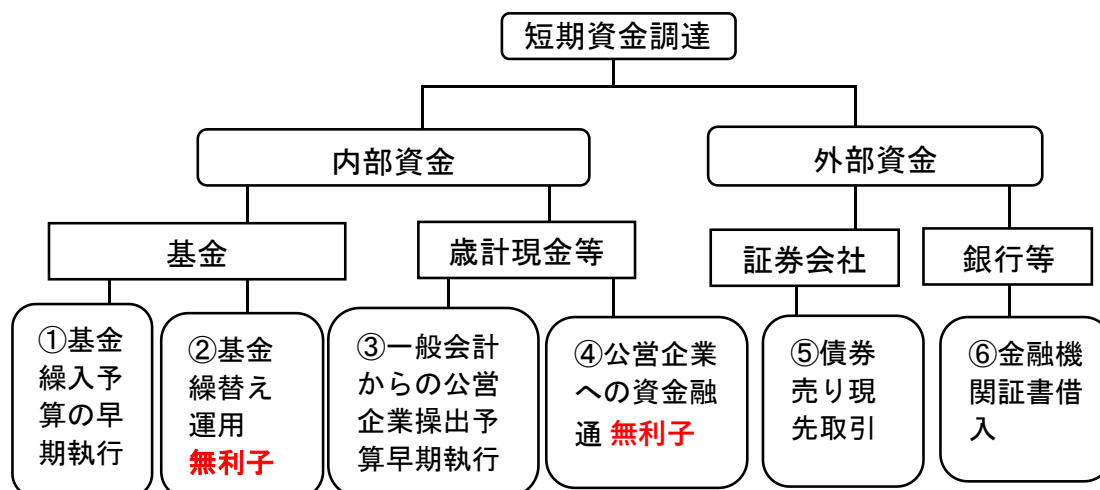 短期資金調達
内部資金
外部資金
基金
歳計現金等
証券会社
銀行等
①基金
繰入予
算の早
期執行
②基金
繰替え
運用
無利子
③一般会計
からの公営
企業操出予
算早期執行
④公営企業
への資金融
通 無利子
⑤債券
売り現
先取引
⑥金融機
関証書借
入